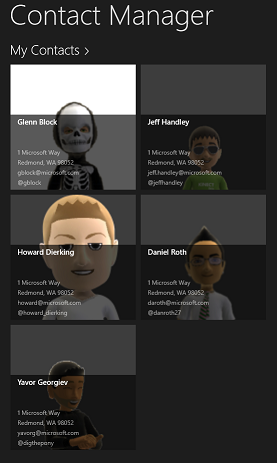 Contact Manager
My Contacts >
Glenn Block
1 Microsoft Way
Redmond, WA 98052
gblock@microsoft.com
@gblock
Jeff Handley
1 Microsoft Way
Redmond, WA 98052
jeff.handley@microsoft.com
@jeffhandley
Howard Dierking
1 Microsoft Way
Redmond, WA 98052
howard@microsoft.com
@howard_dierking
Daniel Roth
1 Microsoft Way
Redmond, WA 98052
daroth@microsoft.com
@danroth27
Yavor Georgiev
1 Microsoft Way
Redmond, WA 98052
yavorg@microsoft.com
@digthepony